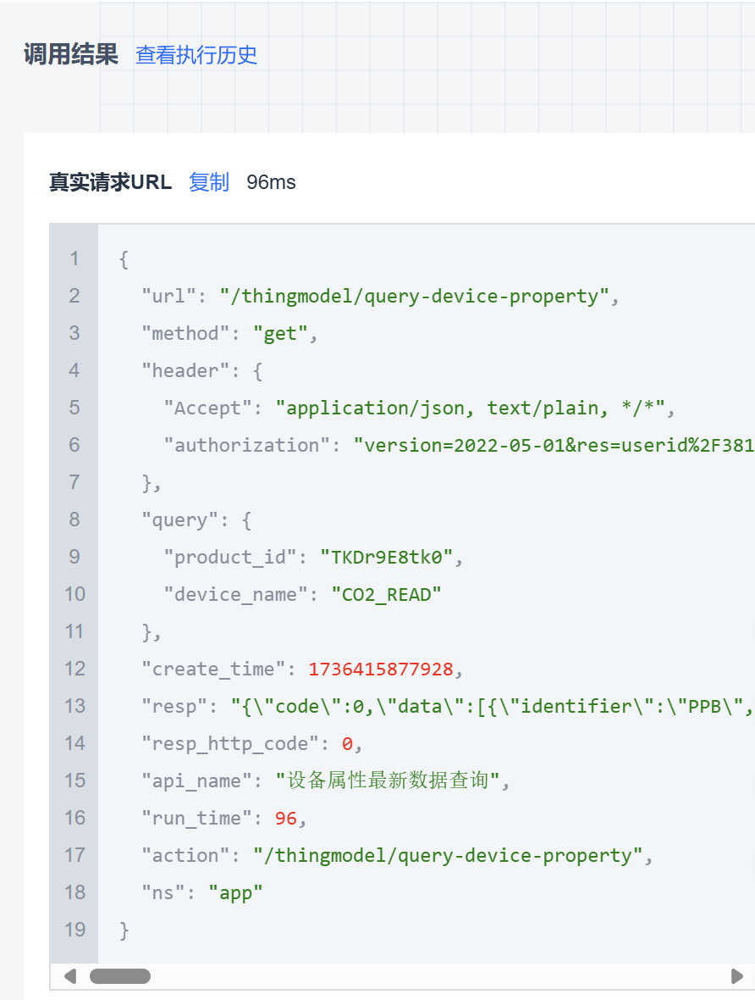 调用结果 查看执行历史
真实请求URL 复制 96ms
1 {
2 "url": "/thingmodel/query-device-property",
3 "method": "get",
4 "header": {
5 "Accept": "application/json, text/plain, */*",
6 "authorization": "version=2022-05-01&res=userid%2F381
7 },
8 "query": {
9 "product_id": "TKDr9E8tk0",
10 "device_name": "CO2_READ"
11 },
12 "create_time": 1736415877928,
13 "resp": "{\"code\":0,\"data\":[{\"identifier\":\"PPB\",
14 "resp_http_code": 0,
15 "api_name": "设备属性最新数据查询",
16 "run_time": 96,
17 "action": "/thingmodel/query-device-property",
18 "ns": "app"
19 }